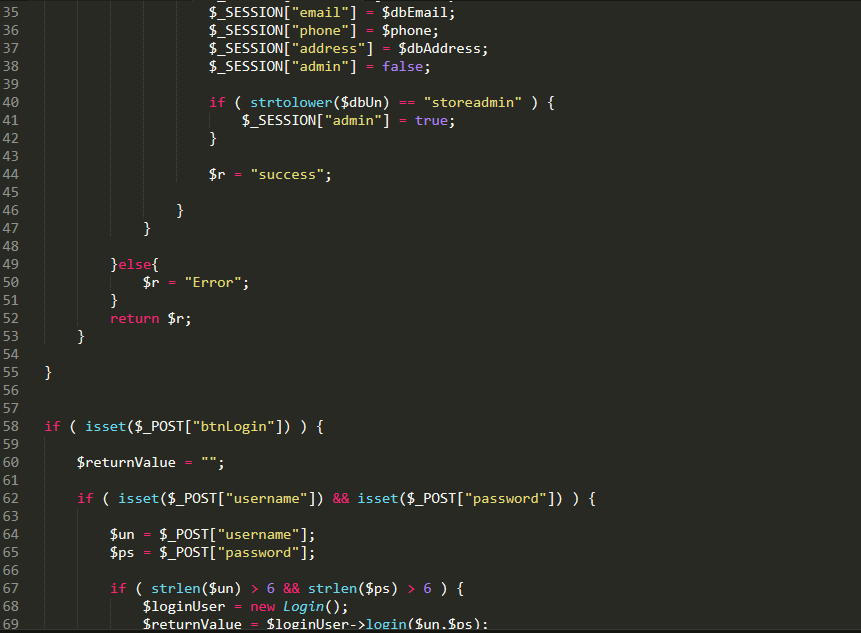 35 $_SESSION["email"] = $dbEmail;
36 $_SESSION["phone"] = $phone;
37 $_SESSION["address"] = $dbAddress;
38 $_SESSION["admin"] = false;
39
40 if ( strtolower($dbUn) == "storeadmin" ) {
41 $_SESSION["admin"] = true;
42 }
43
44 $r = "success";
45
46 }
47 }
48
49 }else{
50 $r = "Error";
51 }
52 return $r;
53 }
54
55 }
56
57
58 if ( isset($_POST["btnLogin"]) ) {
59
60 $returnValue = "";
61
62 if ( isset($_POST["username"]) && isset($_POST["password"]) ) {
63
64 $un = $_POST["username"];
65 $ps = $_POST["password"];
66
67 if ( strlen($un) > 6 && strlen($ps) > 6 ) {
68 $loginUser = new Login();
69 $returnValue = $loginUser->login($un,$ps);